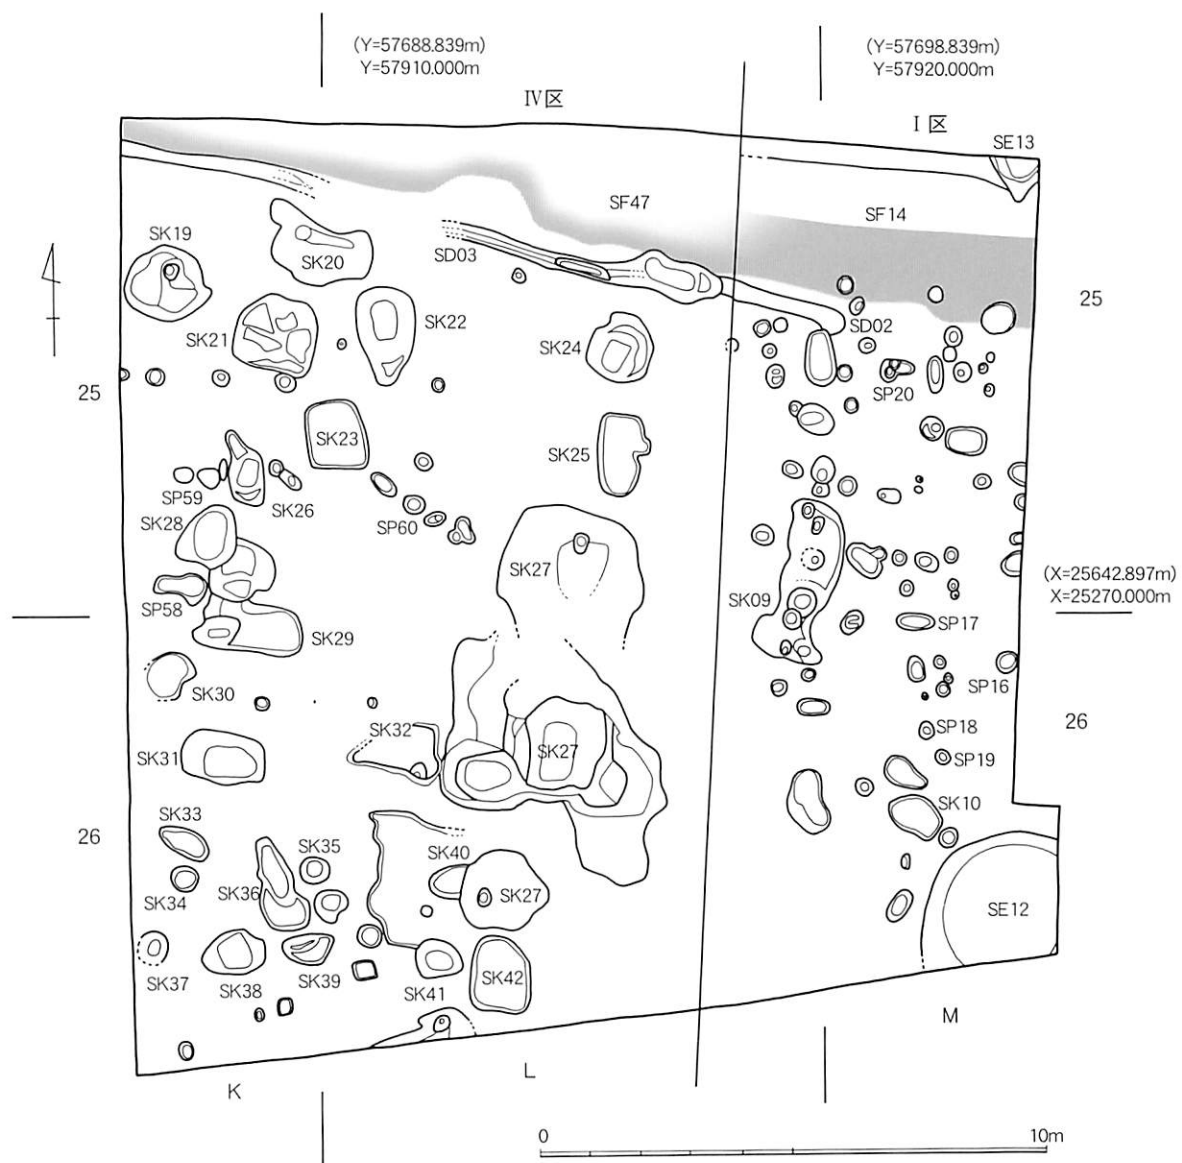 (Y=57688.839m)
Y=57910.000m
(Y=57698.839m)
Y=57920.000m
Ⅳ区
Ⅰ区
SE13
SF47
SF14
SK19
SK20
SD03
SK21
SK22
SK24
SD02
25
25
SP20
SK23
SK25
SP59
SK26
SP60
SK28
SK27
(X=25642.897m)
X=25270.000m
SP58
SK09
SK29
SP17
SK30
SP16
SK32
SP18
26
SK31
SK27
SP19
SK33
SK10
26
SK35
SK40
SK34
SK36
SK27
SE12
SK37
SK38
SK39
SK41
SK42
M
L
K
0
10m